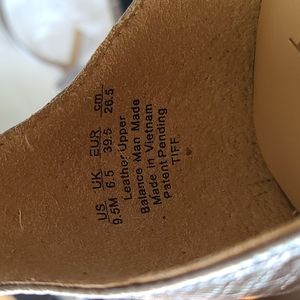 US UK EUR cm
9.5M 6.5 39.5 26.5
Leather Upper
Balance Man Made
Made in Vietnam
Patent Pending
TIFF.